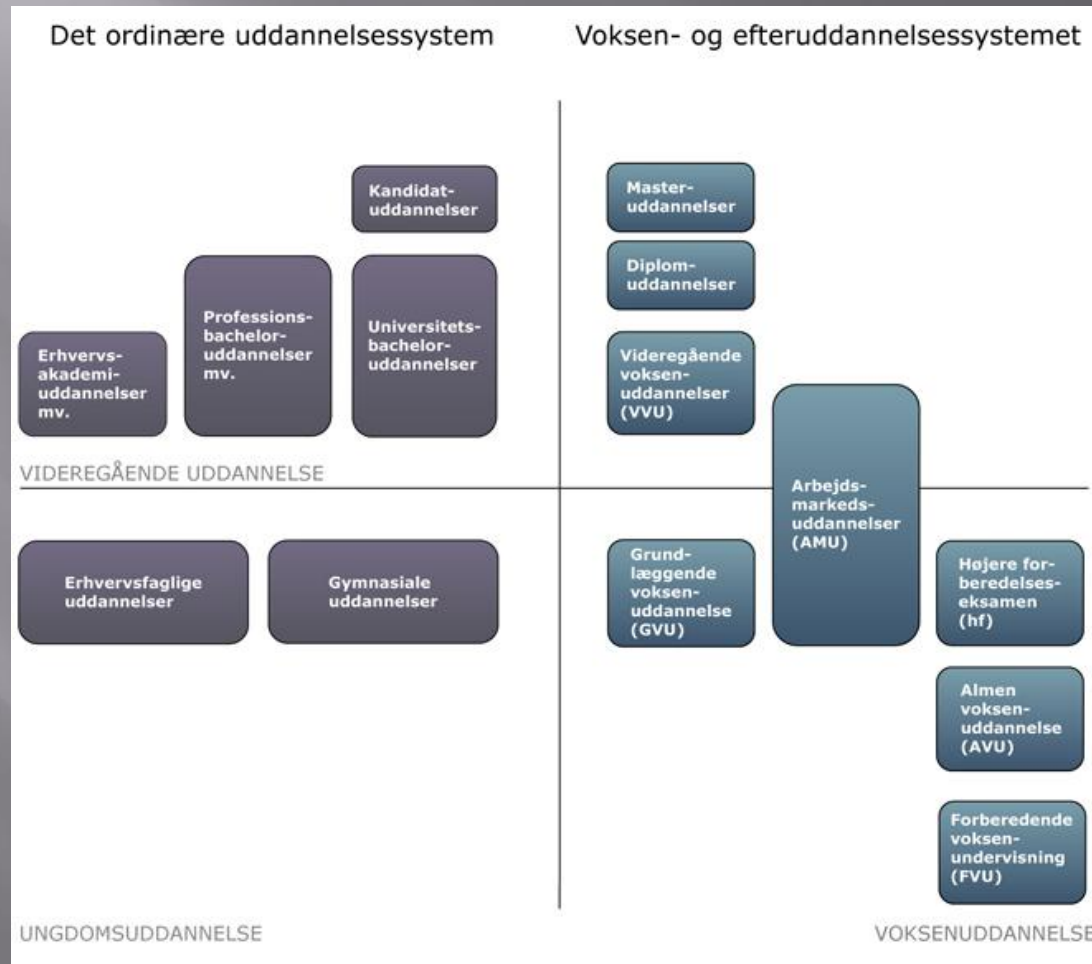 Det ordinære uddannelsessystem
Voksen- og efteruddannelsessystemet
Kandidat-
uddannelser
Professions-
bachelor-
uddannelser
mv.
Universitets-
bachelor-
uddannelser
Erhvervs-
akademi-
uddannelser
mv.
VIDEREGÅENDE UDDANNELSE
Erhvervsfaglige
uddannelser
Gymnasiale
uddannelser
UNGDOMSUDDANNELSE
Master-
uddannelser
Diplom-
uddannelser
Videregående
voksen-
uddannelser
(VVU)
Arbejds-
markeds-
uddannelser
(AMU)
Grund-
læggende
voksen-
uddannelse
(GVU)
Højere for-
beredelses-
eksamen
(hf)
Almen
voksen-
uddannelse
(AVU)
Forberedende
voksen-
undervisning
(FVU)
VOKSENUDDANNELSE